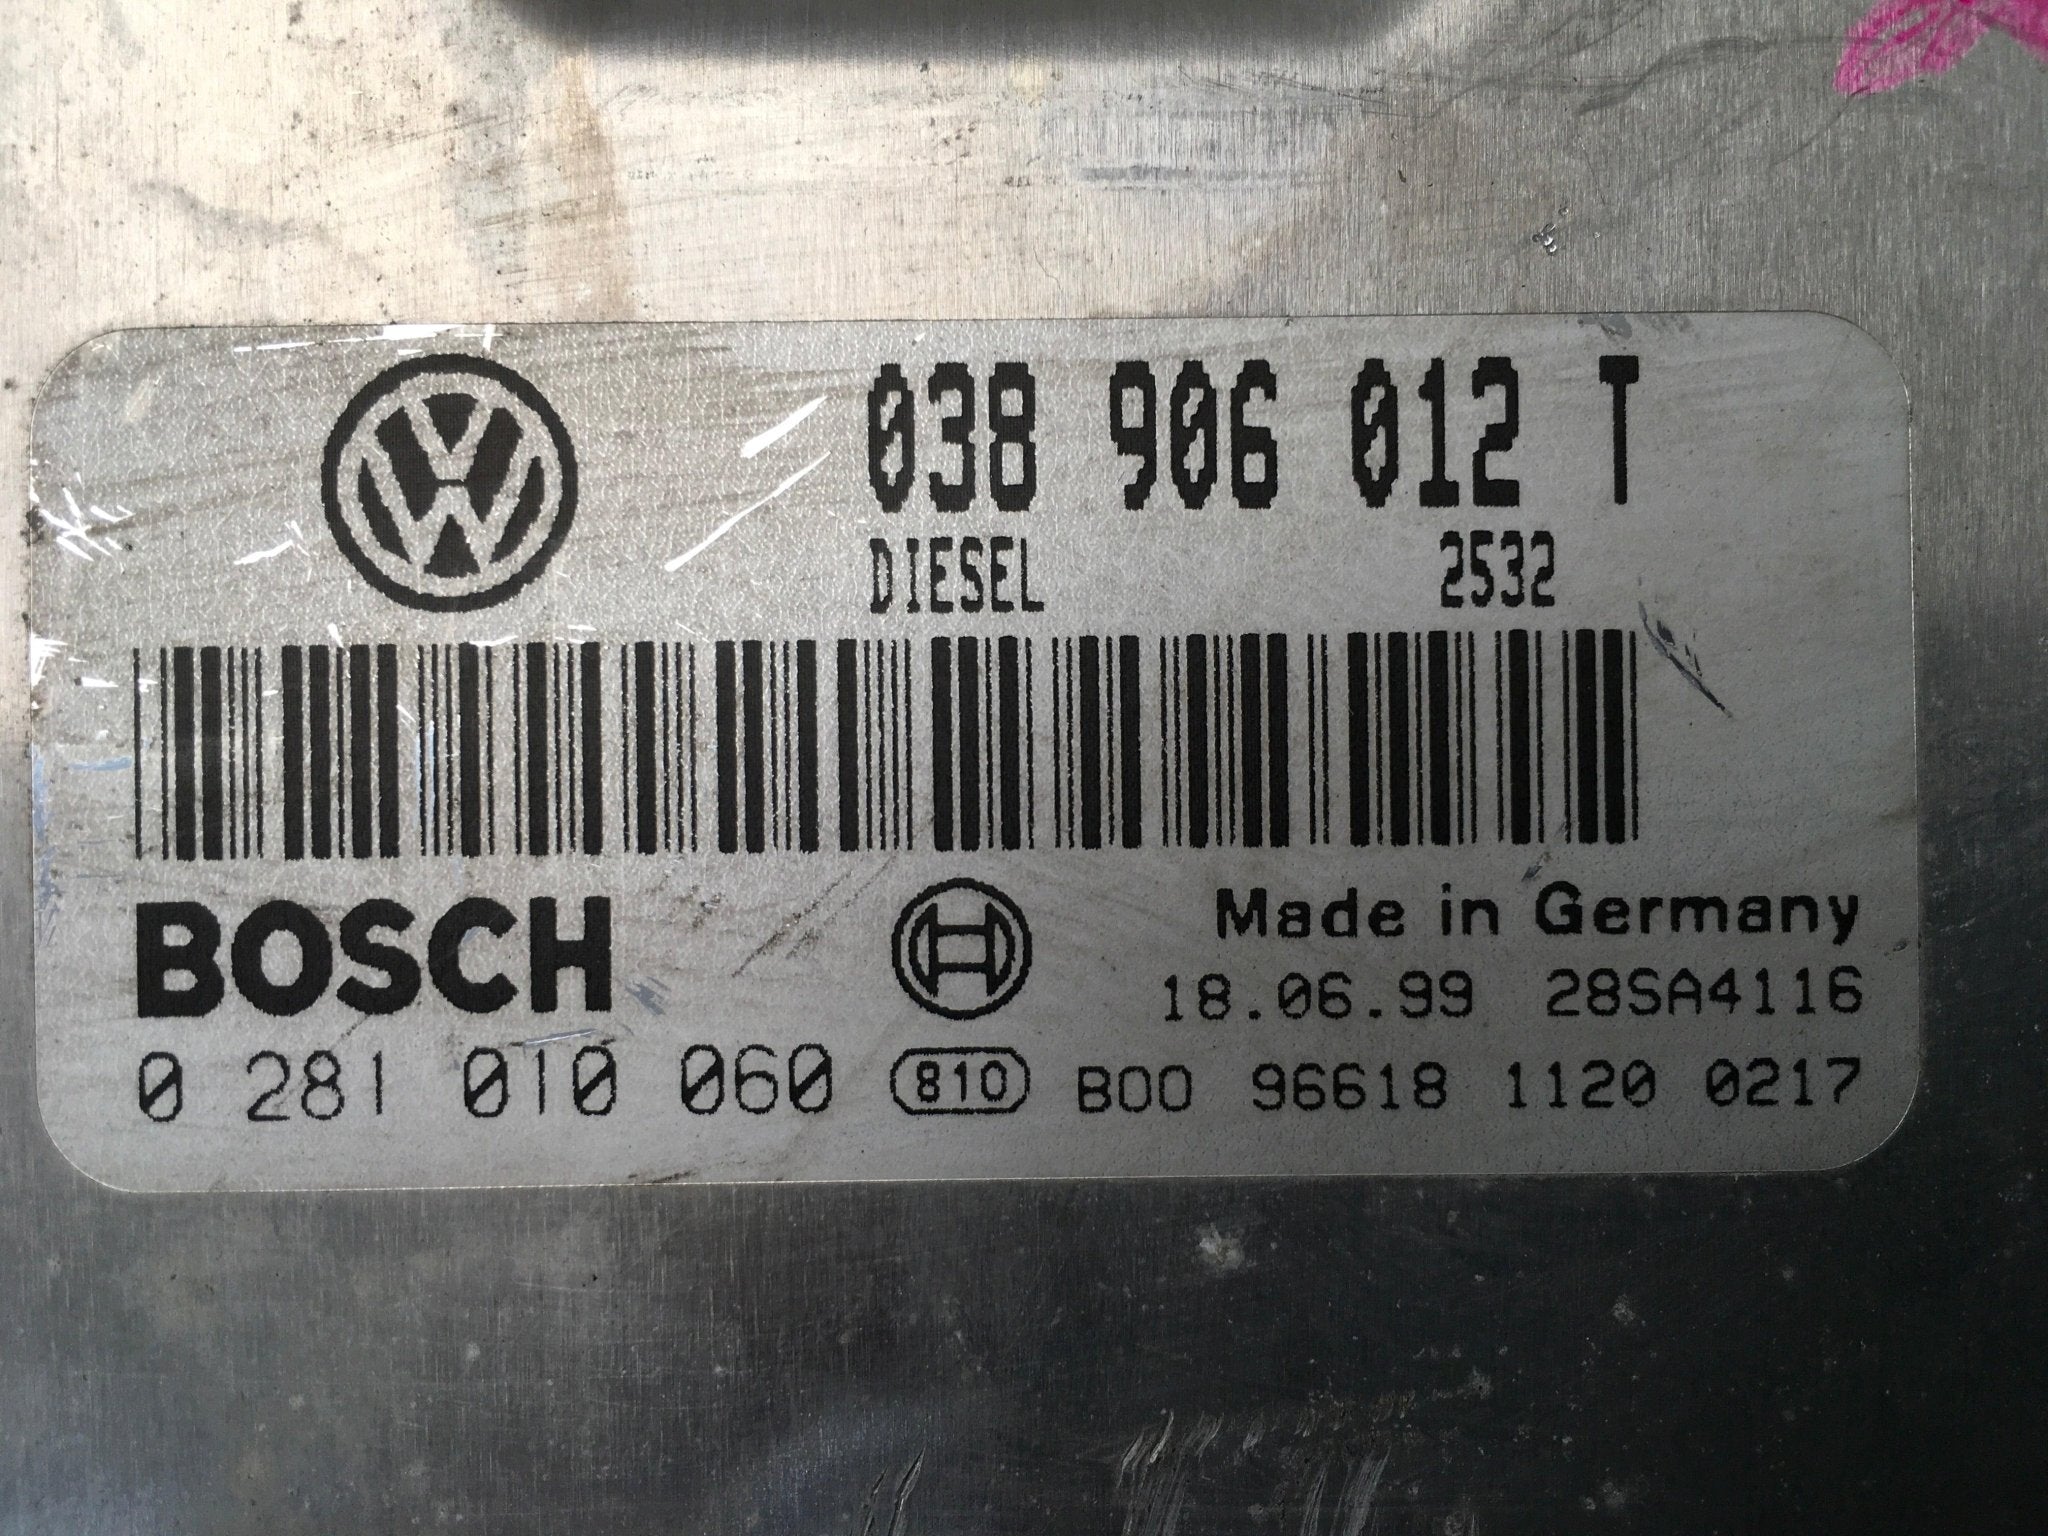 038 906 012 T
DIESEL 2532
BOSCH
Made in Germany
18.06.99 28SA4116
0 281 010 060 810 B00 96618 1120 0217